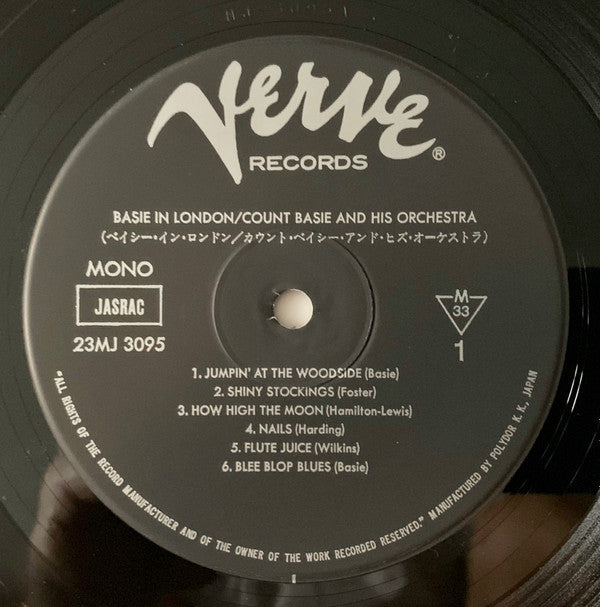 Verve®
RECORDS
BASIE IN LONDON/COUNT BASIE AND HIS ORCHESTRA
(ベイシー・イン・ロンドン/カウント・ベイシー・アンド・ヒズ・オーケストラ)
MONO
JASRAC
23MJ 3095
M
33
1
1. JUMPIN' AT THE WOODSIDE (Basie)
2. SHINY STOCKINGS (Foster)
3. HOW HIGH THE MOON (Hamilton-Lewis)
4. NAILS (Harding)
5. FLUTE JUICE (Wilkins)
6. BLEE BLOP BLUES (Basie)
"ALL RIGHTS OF THE RECORD MANUFACTURER AND OF THE OWNER OF THE WORK RECORDED RESERVED." MANUFACTURED BY POLYDOR K. K., JAPAN